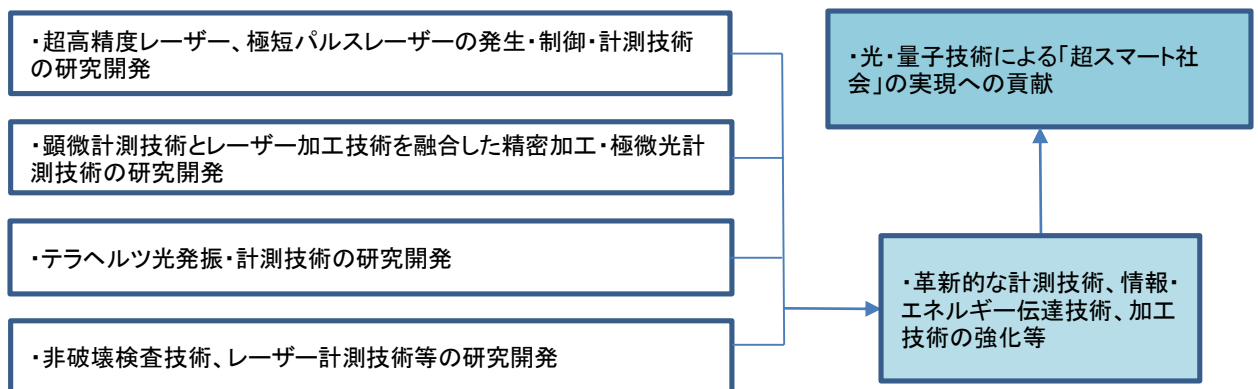 ・超高精度レーザー、極短パルスレーザーの発生・制御・計測技術
の研究開発
・顕微計測技術とレーザー加工技術を融合した精密加工・極微光計
測技術の研究開発
・テラヘルツ光発振・計測技術の研究開発
・非破壊検査技術、レーザー計測技術等の研究開発
・革新的な計測技術、情報・
エネルギー伝達技術、加工
技術の強化等
・光・量子技術による「超スマート社
会」の実現への貢献